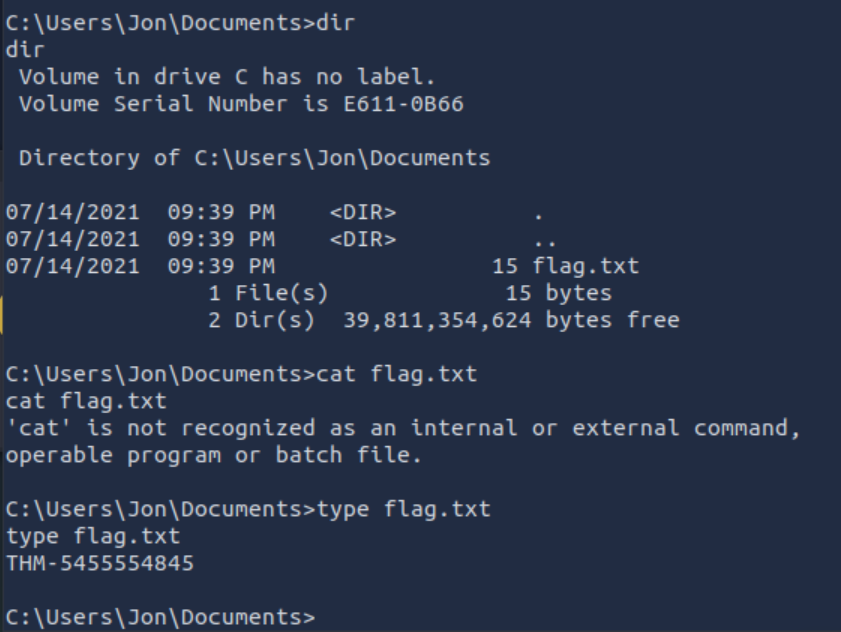 C:\Users\Jon\Documents>dir
dir
 Volume in drive C has no label.
 Volume Serial Number is E611-0B66

 Directory of C:\Users\Jon\Documents

07/14/2021  09:39 PM    <DIR>          .
07/14/2021  09:39 PM    <DIR>          ..
07/14/2021  09:39 PM                15 flag.txt
               1 File(s)             15 bytes
               2 Dir(s)  39,811,354,624 bytes free

C:\Users\Jon\Documents>cat flag.txt
cat flag.txt
'cat' is not recognized as an internal or external command,
operable program or batch file.

C:\Users\Jon\Documents>type flag.txt
type flag.txt
THM-5455554845

C:\Users\Jon\Documents>